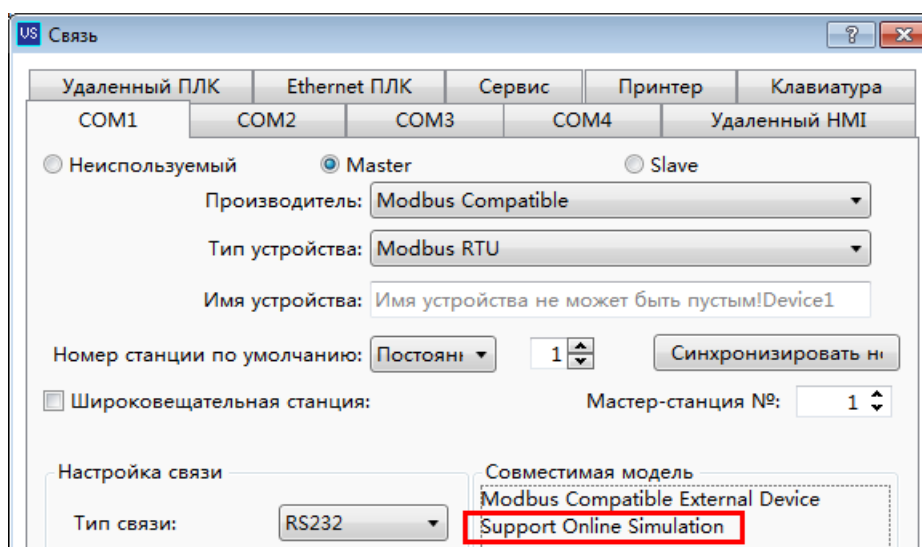 US Связь
Удаленный ПЛК Ethernet ПЛК Сервис Принтер Клавиатура
COM1 COM2 COM3 COM4 Удаленный HMI
Неиспользуемый Master Slave
Производитель: Modbus Compatible
Тип устройства: Modbus RTU
Имя устройства: Имя устройства не может быть пустым!Device1
Номер станции по умолчанию: Постоянн 1 Синхронизировать но
Широковещательная станция: Мастер-станция №: 1
Настройка связи Совместимая модель
Modbus Compatible External Device
Тип связи: RS232 Support Online Simulation